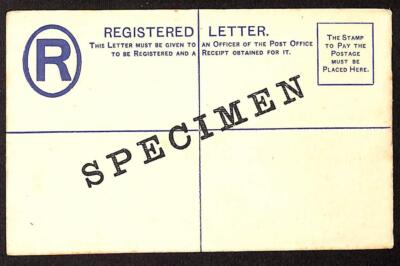 R
REGISTERED LETTER.
THIS LETTER MUST BE GIVEN TO AN OFFICER OF THE POST OFFICE
TO BE REGISTERED AND A RECEIPT OBTAINED FOR IT.
THE STAMP
TO PAY THE
POSTAGE
MUST BE
PLACED HERE.
SPECIMEN